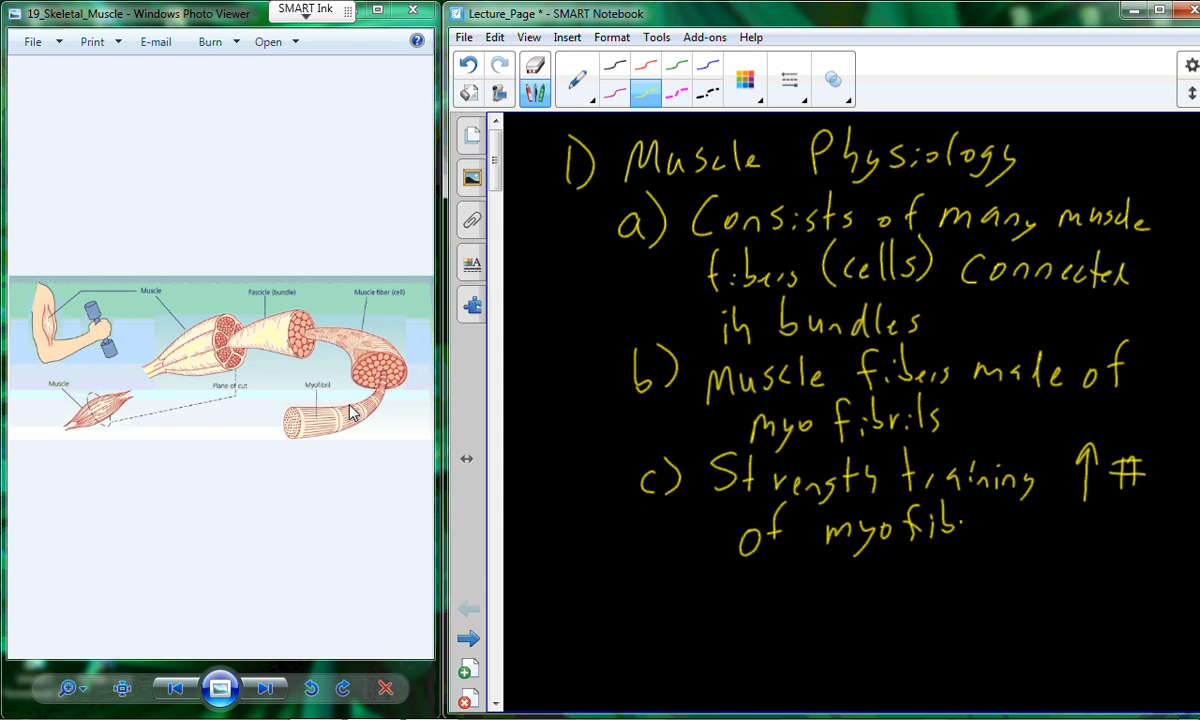 19_Skeletal_Muscle - Windows Photo Viewer
SMART Ink
File Print E-mail Burn Open
Muscle
Fascicle (bundle)
Muscle fiber (cell)
Muscle
Plane of cut
Myofibril
Lecture_Page * - SMART Notebook
File Edit View Insert Format Tools Add-ons Help
1) Muscle Physiology
a) Consists of many muscle
fibers (cells) connected
in bundles
b) Muscle fibers made of
myofibrils
c) Strength training ↑ #
of myofib